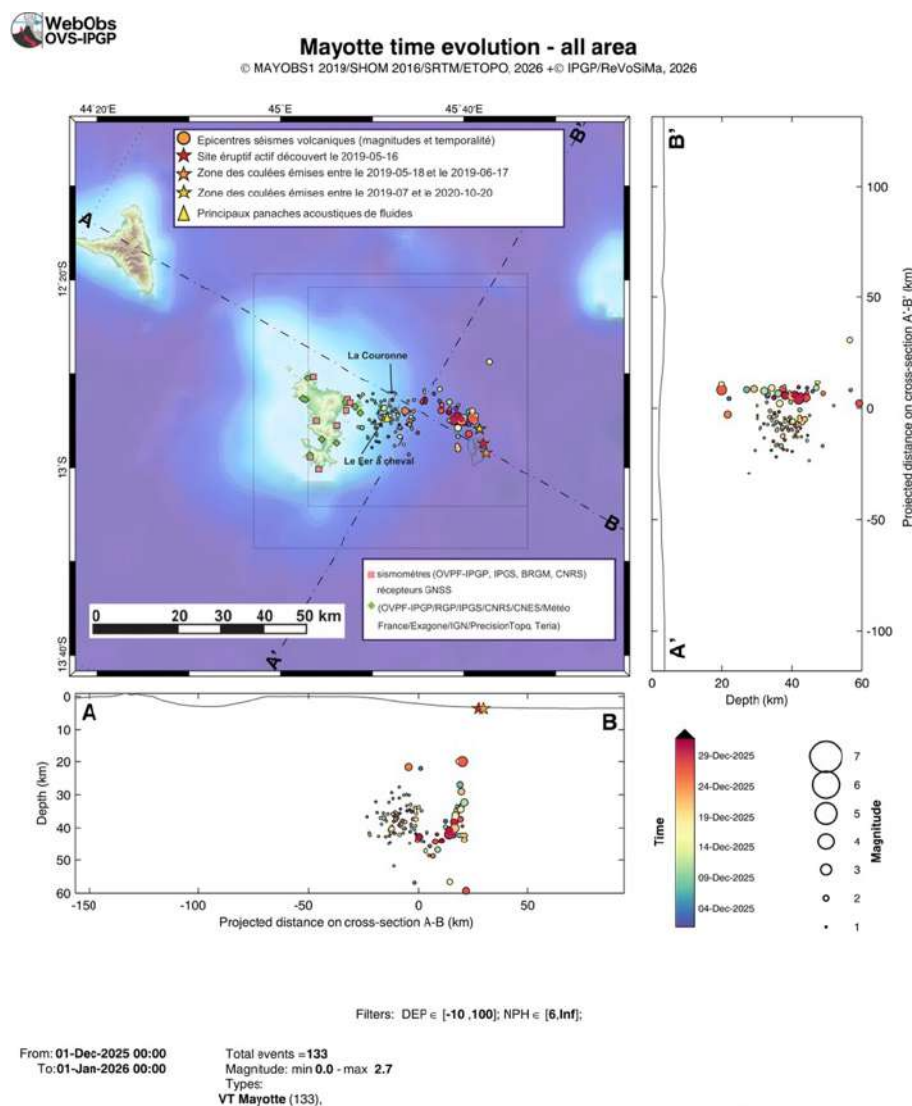 WebObs
OVS-IPGP
Mayotte time evolution - all area
© MAYOBS1 2019/SHOM 2016/SRTM/ETOPO, 2026 +© IPGP/ReVoSiMa, 2026
44°20'E
45°E
45°40'E
Epicentres séismes volcaniques (magnitudes et temporalité)
Site éruptif actif découvert le 2019-05-16
Zone des coulées émises entre le 2019-05-18 et le 2019-06-17
Zone des coulées émises entre le 2019-07 et le 2020-10-20
Principaux panaches acoustiques de fluides
B'
A
12°20'S
La Couronne
Le Fer à cheval
13°S
B
sismomètres (OVPF-IPGP, IPGS, BRGM, CNRS)
récepteurs GNSS
(OVPF-IPGP/RGP/IPGS/CNRS/CNES/Météo
France/Exagone/IGN/PrecisionTopo, Teria)
0 20 30 40 50 km
A'
13°40'S
B'
100
50
0
-50
-100
Projected distance on cross-section A'-B' (km)
A'
0 20 40 60
Depth (km)
A
B
0
10
20
30
40
50
60
Depth (km)
-150 -100 -50 0 50
Projected distance on cross-section A-B (km)
29-Dec-2025
24-Dec-2025
19-Dec-2025
14-Dec-2025
09-Dec-2025
04-Dec-2025
Time
7
6
5
4
3
2
1
Magnitude
Filters: DEP ∈ [-10 ,100]; NPH ∈ [6,Inf];
From: 01-Dec-2025 00:00
To: 01-Jan-2026 00:00
Total events = 133
Magnitude: min 0.0 - max 2.7
Types:
VT Mayotte (133),